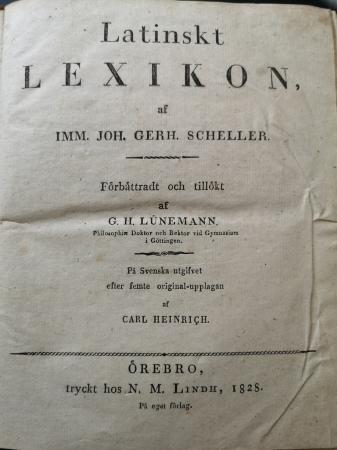 Latinskt
LEXIKON,
af
IMM. JOH. GERH. SCHELLER.
Förbättradt och tillökt
af
G. H. LÜNEMANN,
Philosophiæ Doktor och Rektor vid Gymnasium
i Göttingen.
På Svenska utgifvet
efter femte original-upplagan
af
CARL HEINRICH.
ÖREBRO,
tryckt hos N. M. LINDH, 1828.
På eget förlag.